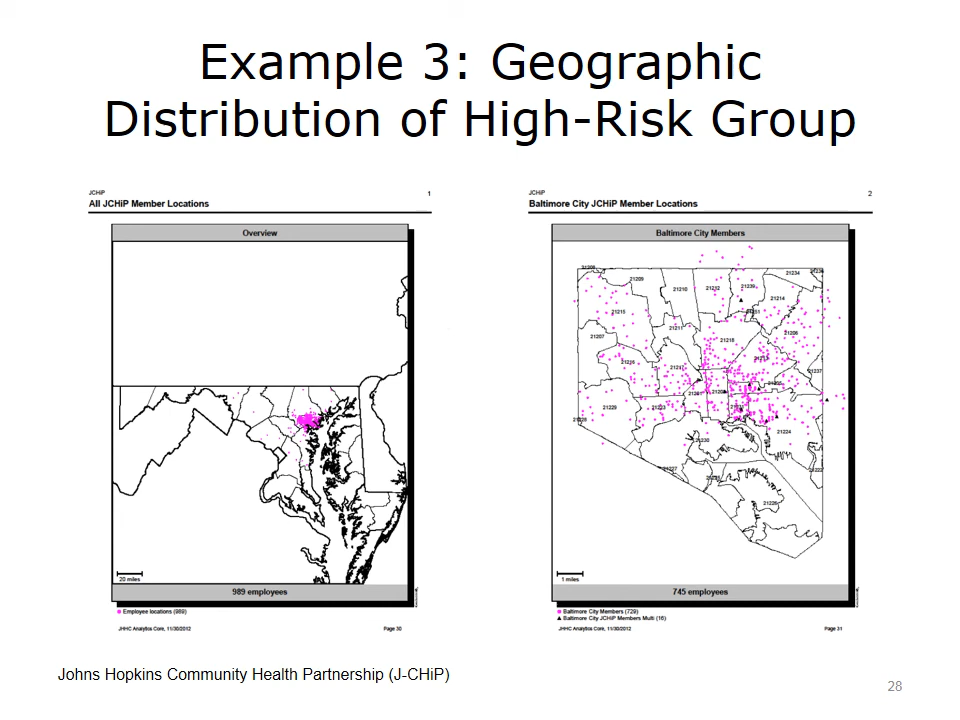 Example 3: Geographic
Distribution of High-Risk Group
JCHiP
1
All JCHiP Member Locations
Overview
20 miles
989 employees
Employee locations (989)
JHHC Analytics Core, 11/30/2012
Page 30
JCHiP
2
Baltimore City JCHiP Member Locations
Baltimore City Members
21209
21210
21212
21239
21234
21214
21215
21207
21211
21218
21206
21216
21217
21237
21229
21223
21224
21230
21227
21226
1 miles
745 employees
Baltimore City Members (729)
Baltimore City JCHiP Members Multi (16)
JHHC Analytics Core, 11/30/2012
Page 31
Johns Hopkins Community Health Partnership (J-CHiP)
28